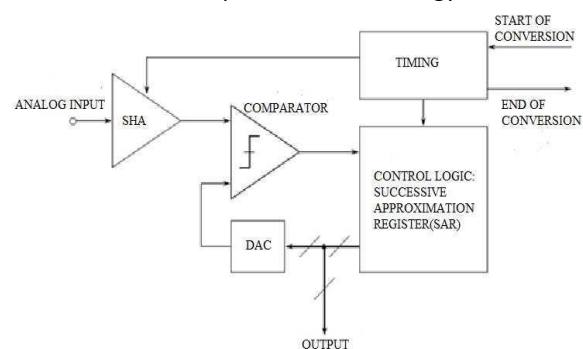 START OF
CONVERSION
TIMING
ANALOG INPUT
SHA
COMPARATOR
END OF
CONVERSION
CONTROL LOGIC:
SUCCESSIVE
APPROXIMATION
REGISTER(SAR)
DAC
OUTPUT